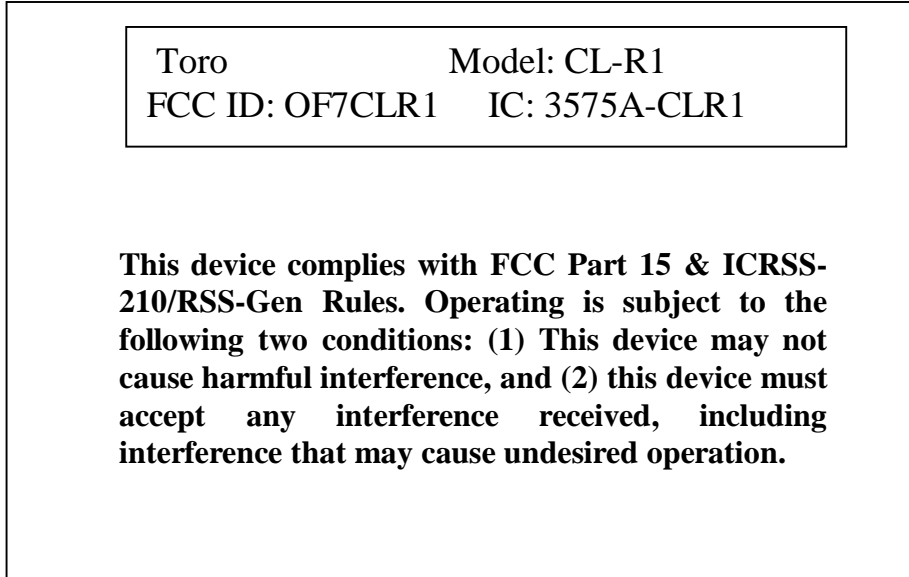 Toro Model: CL-R1
FCC ID: OF7CLR1 IC: 3575A-CLR1
This device complies with FCC Part 15 & ICRSS-
210/RSS-Gen Rules. Operating is subject to the
following two conditions: (1) This device may not
cause harmful interference, and (2) this device must
accept any interference received, including
interference that may cause undesired operation.